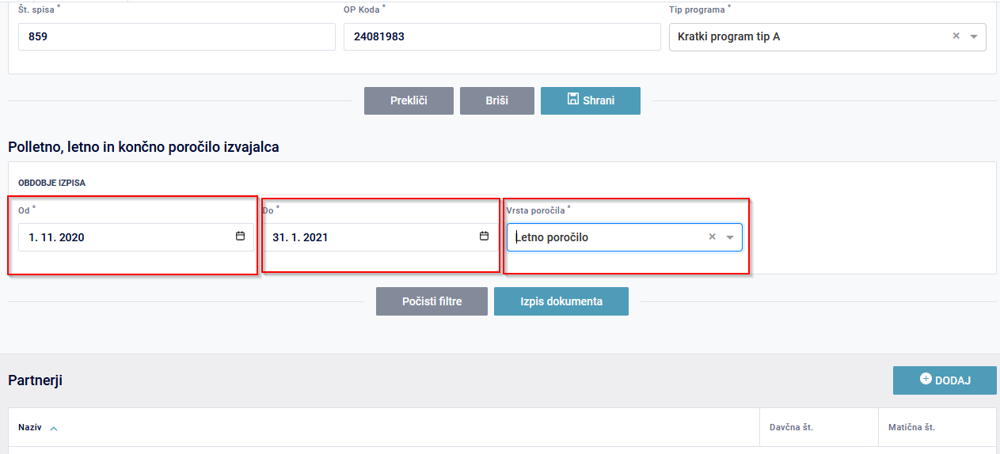 Št. spisa * OP Koda * Tip programa *
859 24081983 Kratki program tip A
Prekliči Briši Shrani
Polletno, letno in končno poročilo izvajalca
OBDOBJE IZPISA
Od * Do * Vrsta poročila *
1. 11. 2020 31. 1. 2021 Letno poročilo
Počisti filtre Izpis dokumenta
Partnerji DODAJ
Naziv Davčna št. Matična št.